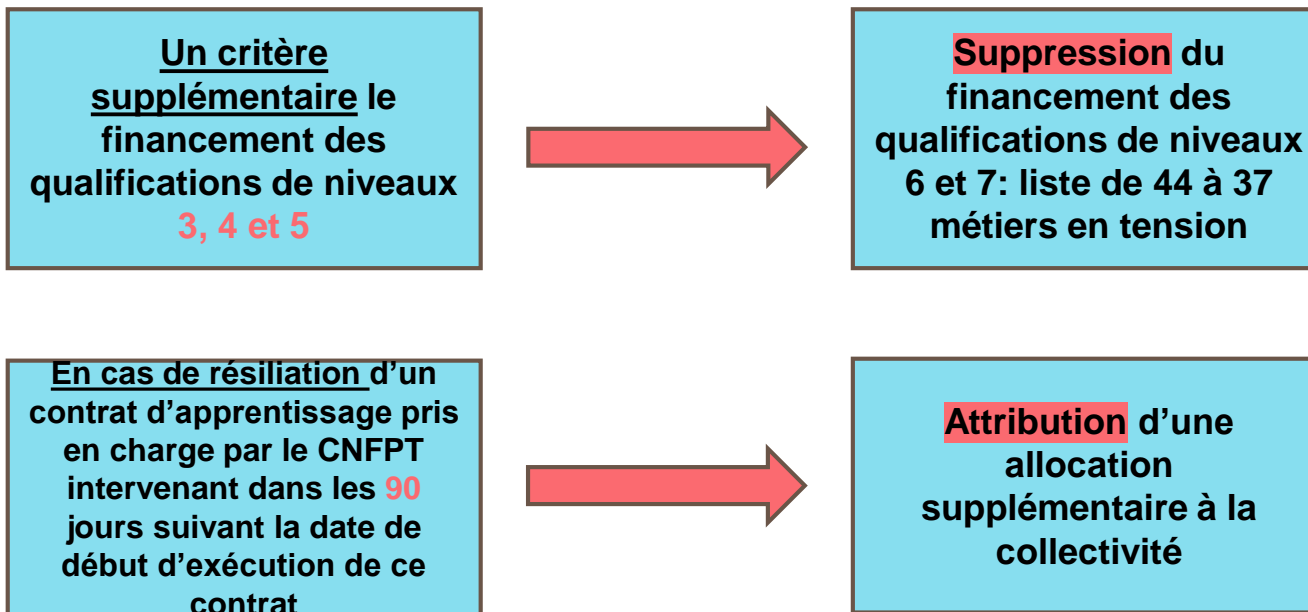 Un critère
supplémentaire le
financement des
qualifications de niveaux
3, 4 et 5
Suppression du
financement des
qualifications de niveaux
6 et 7: liste de 44 à 37
métiers en tension
En cas de résiliation d’un
contrat d’apprentissage pris
en charge par le CNFPT
intervenant dans les 90
jours suivant la date de
début d’exécution de ce
contrat
Attribution d’une
allocation
supplémentaire à la
collectivité